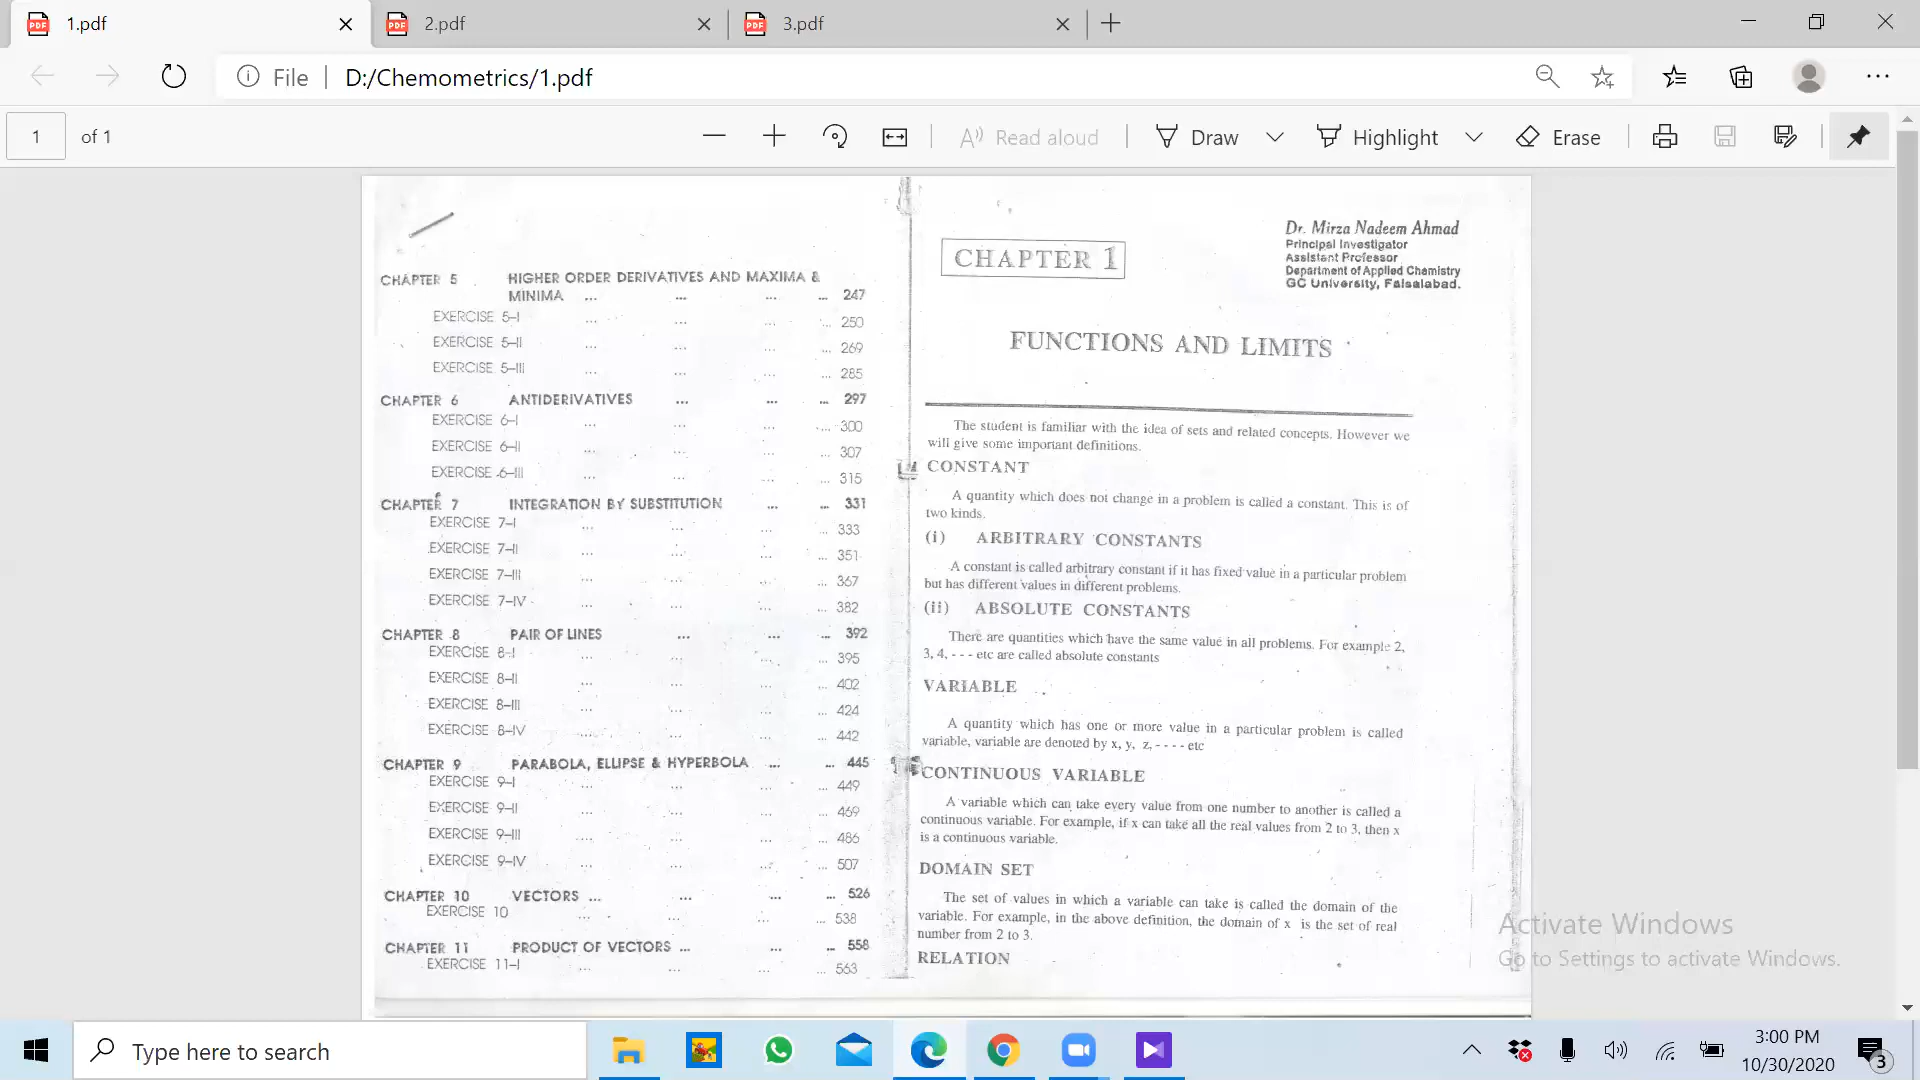 1.pdf
2.pdf
3.pdf
File
D:/Chemometrics/1.pdf
1 of 1
Read aloud
Draw
Highlight
Erase
CHAPTER 5 HIGHER ORDER DERIVATIVES AND MAXIMA &
MINIMA ... ... ... ... 247
EXERCISE 5–I ... ... ... ... 250
EXERCISE 5–II ... ... ... ... 269
EXERCISE 5–III ... ... ... ... 285
CHAPTER 6 ANTIDERIVATIVES ... ... ... 297
EXERCISE 6–I ... ... ... ... 300
EXERCISE 6–II ... ... ... ... 307
EXERCISE 6–III ... ... ... ... 315
CHAPTER 7 INTEGRATION BY SUBSTITUTION ... ... 331
EXERCISE 7–I ... ... ... ... 333
EXERCISE 7–II ... ... ... ... 351
EXERCISE 7–III ... ... ... ... 367
EXERCISE 7–IV ... ... ... ... 382
CHAPTER 8 PAIR OF LINES ... ... ... 392
EXERCISE 8–I ... ... ... ... 395
EXERCISE 8–II ... ... ... ... 402
EXERCISE 8–III ... ... ... ... 424
EXERCISE 8–IV ... ... ... ... 442
CHAPTER 9 PARABOLA, ELLIPSE & HYPERBOLA ... ... 445
EXERCISE 9–I ... ... ... ... 449
EXERCISE 9–II ... ... ... ... 469
EXERCISE 9–III ... ... ... ... 486
EXERCISE 9–IV ... ... ... ... 507
CHAPTER 10 VECTORS ... ... ... ... 526
EXERCISE 10 ... ... ... ... 538
CHAPTER 11 PRODUCT OF VECTORS ... ... ... 558
EXERCISE 11–I ... ... ... ... 563
CHAPTER 1
Dr. Mirza Nadeem Ahmad
Principal Investigator
Assistant Professor
Department of Applied Chemistry
GC University, Faisalabad.
FUNCTIONS AND LIMITS
The student is familiar with the idea of sets and related concepts. However we
will give some important definitions.
CONSTANT
A quantity which does not change in a problem is called a constant. This is of
two kinds.
(i) ARBITRARY CONSTANTS
A constant is called arbitrary constant if it has fixed value in a particular problem
but has different values in different problems.
(ii) ABSOLUTE CONSTANTS
There are quantities which have the same value in all problems. For example 2,
3, 4, - - - etc are called absolute constants
VARIABLE
A quantity which has one or more value in a particular problem is called
variable, variable are denoted by x, y, z, - - - - etc
CONTINUOUS VARIABLE
A variable which can take every value from one number to another is called a
continuous variable. For example, if x can take all the real values from 2 to 3, then x
is a continuous variable.
DOMAIN SET
The set of values in which a variable can take is called the domain of the
variable. For example, in the above definition, the domain of x is the set of real
number from 2 to 3.
RELATION
Activate Windows
Go to Settings to activate Windows.
Type here to search
3:00 PM
10/30/2020
3